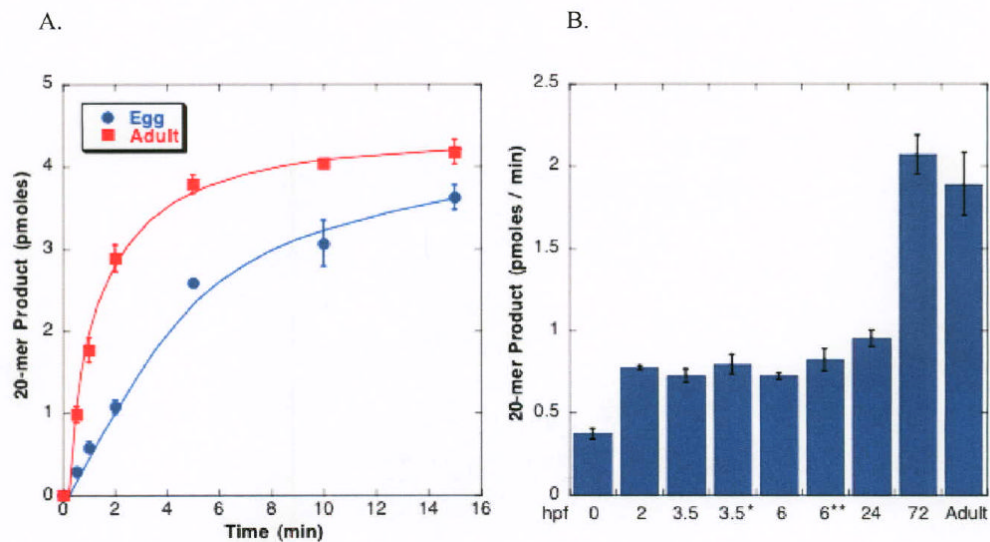 A.
B.
20-mer Product (pmoles)
5
4
3
2
1
0
Egg
Adult
0 2 4 6 8 10 12 14 16
Time (min)
20-mer Product (pmoles / min)
2.5
2
1.5
1
0.5
0
hpf 0 2 3.5 3.5* 6 6** 24 72 Adult